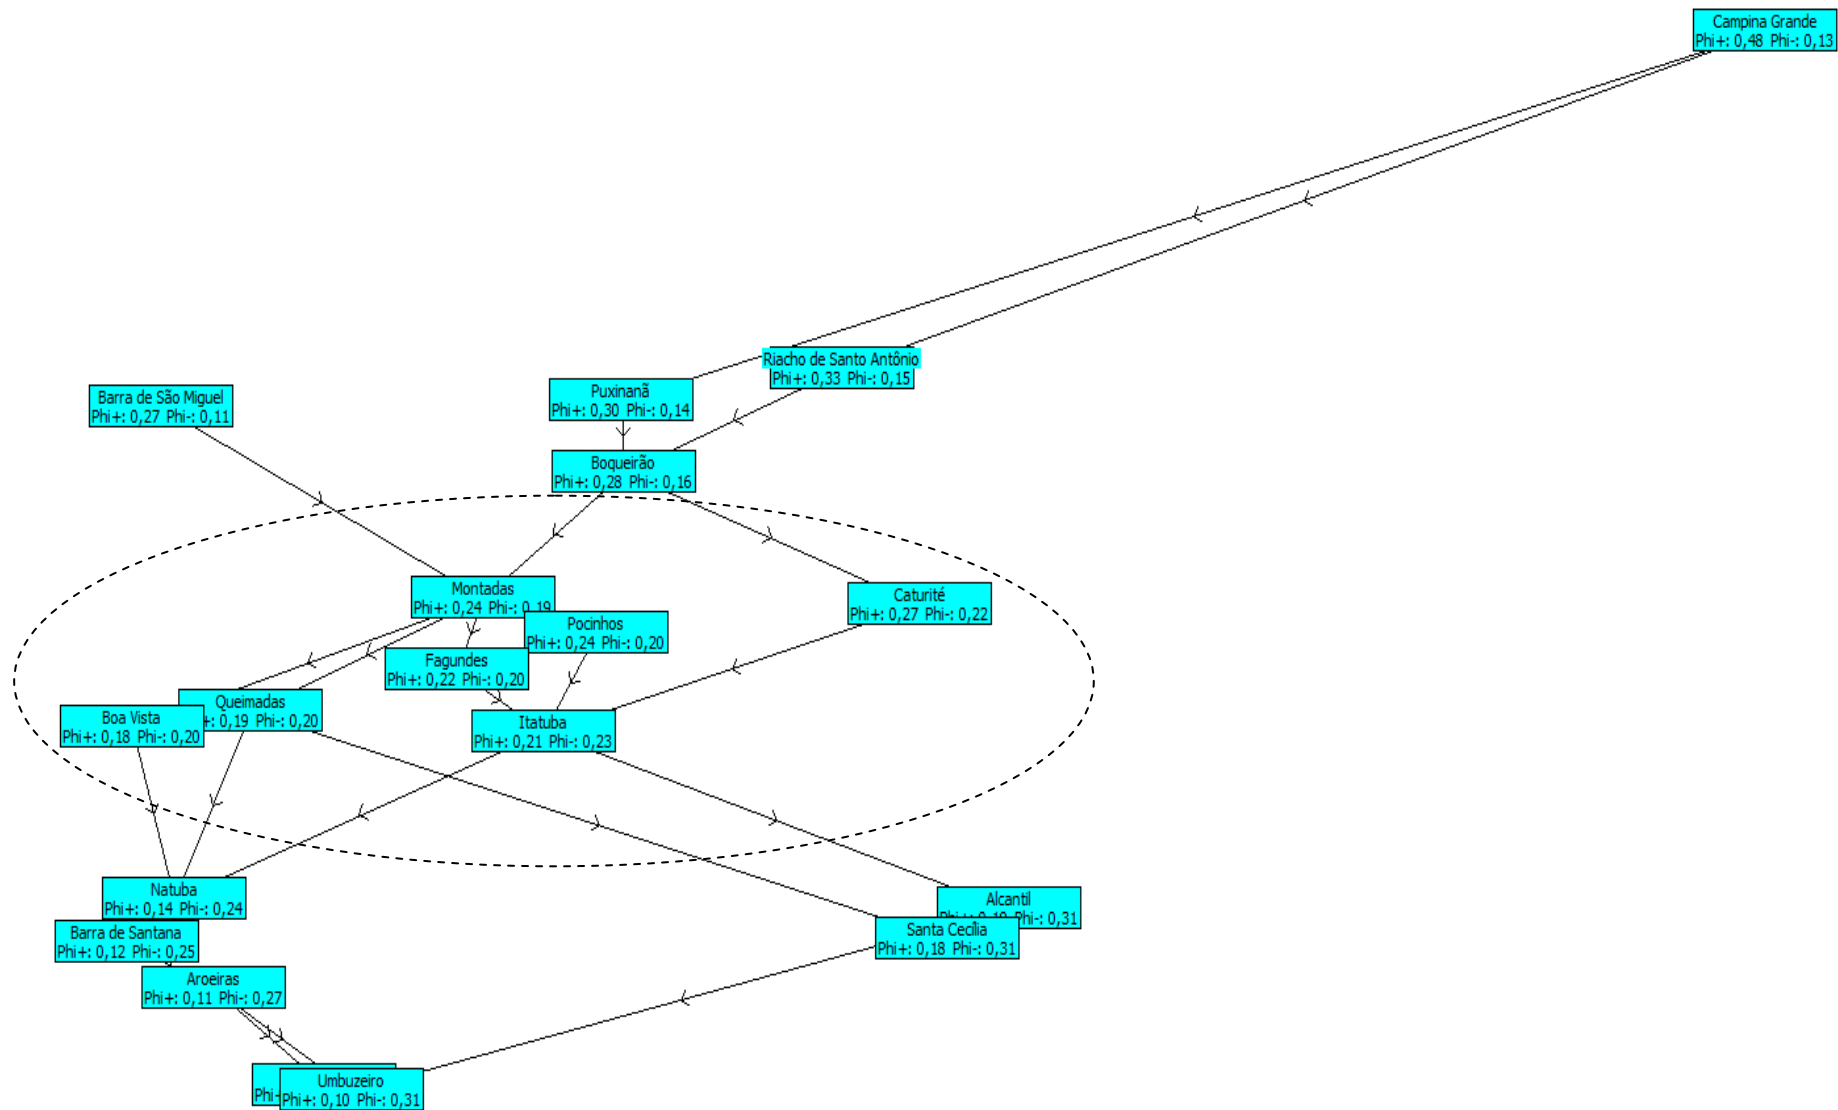 Campina Grande
Phi+: 0,48 Phi-: 0,13
Riacho de Santo Antônio
Phi+: 0,33 Phi-: 0,15
Puxinanã
Phi+: 0,30 Phi-: 0,14
Barra de São Miguel
Phi+: 0,27 Phi-: 0,11
Boqueirão
Phi+: 0,28 Phi-: 0,16
Montadas
Phi+: 0,24 Phi-: 0,19
Caturité
Phi+: 0,27 Phi-: 0,22
Pocinhos
Phi+: 0,24 Phi-: 0,20
Fagundes
Phi+: 0,22 Phi-: 0,20
Queimadas
+: 0,19 Phi-: 0,20
Boa Vista
Phi+: 0,18 Phi-: 0,20
Itatuba
Phi+: 0,21 Phi-: 0,23
Natuba
Phi+: 0,14 Phi-: 0,24
Alcantil
Phi-: 0,31
Barra de Santana
Phi+: 0,12 Phi-: 0,25
Santa Cecília
Phi+: 0,18 Phi-: 0,31
Aroeiras
Phi+: 0,11 Phi-: 0,27
Umbuzeiro
Phi+: 0,10 Phi-: 0,31